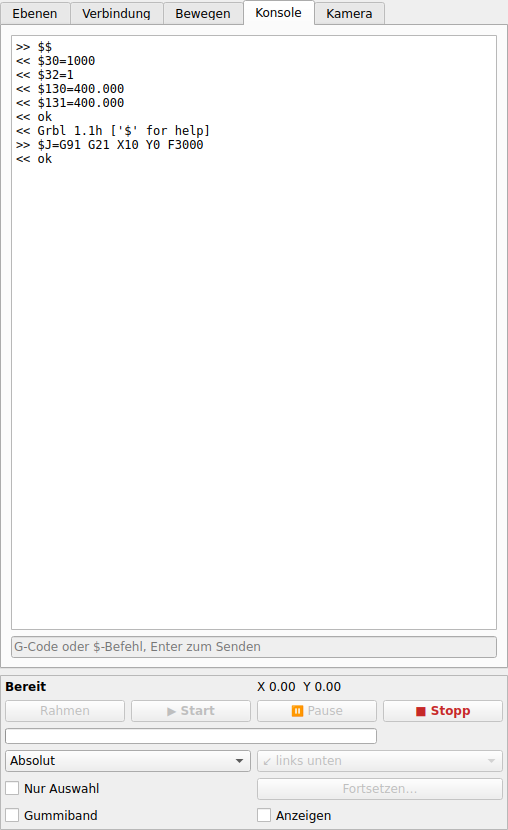 Ebenen Verbindung Bewegen Konsole Kamera
>> $$
<< $30=1000
<< $32=1
<< $130=400.000
<< $131=400.000
<< ok
<< Grbl 1.1h ['$' for help]
>> $J=G91 G21 X10 Y0 F3000
<< ok
G-Code oder $-Befehl, Enter zum Senden
Bereit X 0.00 Y 0.00
Rahmen ▶ Start ⏸ Pause ■ Stopp
Absolut ↙ links unten
Nur Auswahl Fortsetzen...
Gummiband Anzeigen